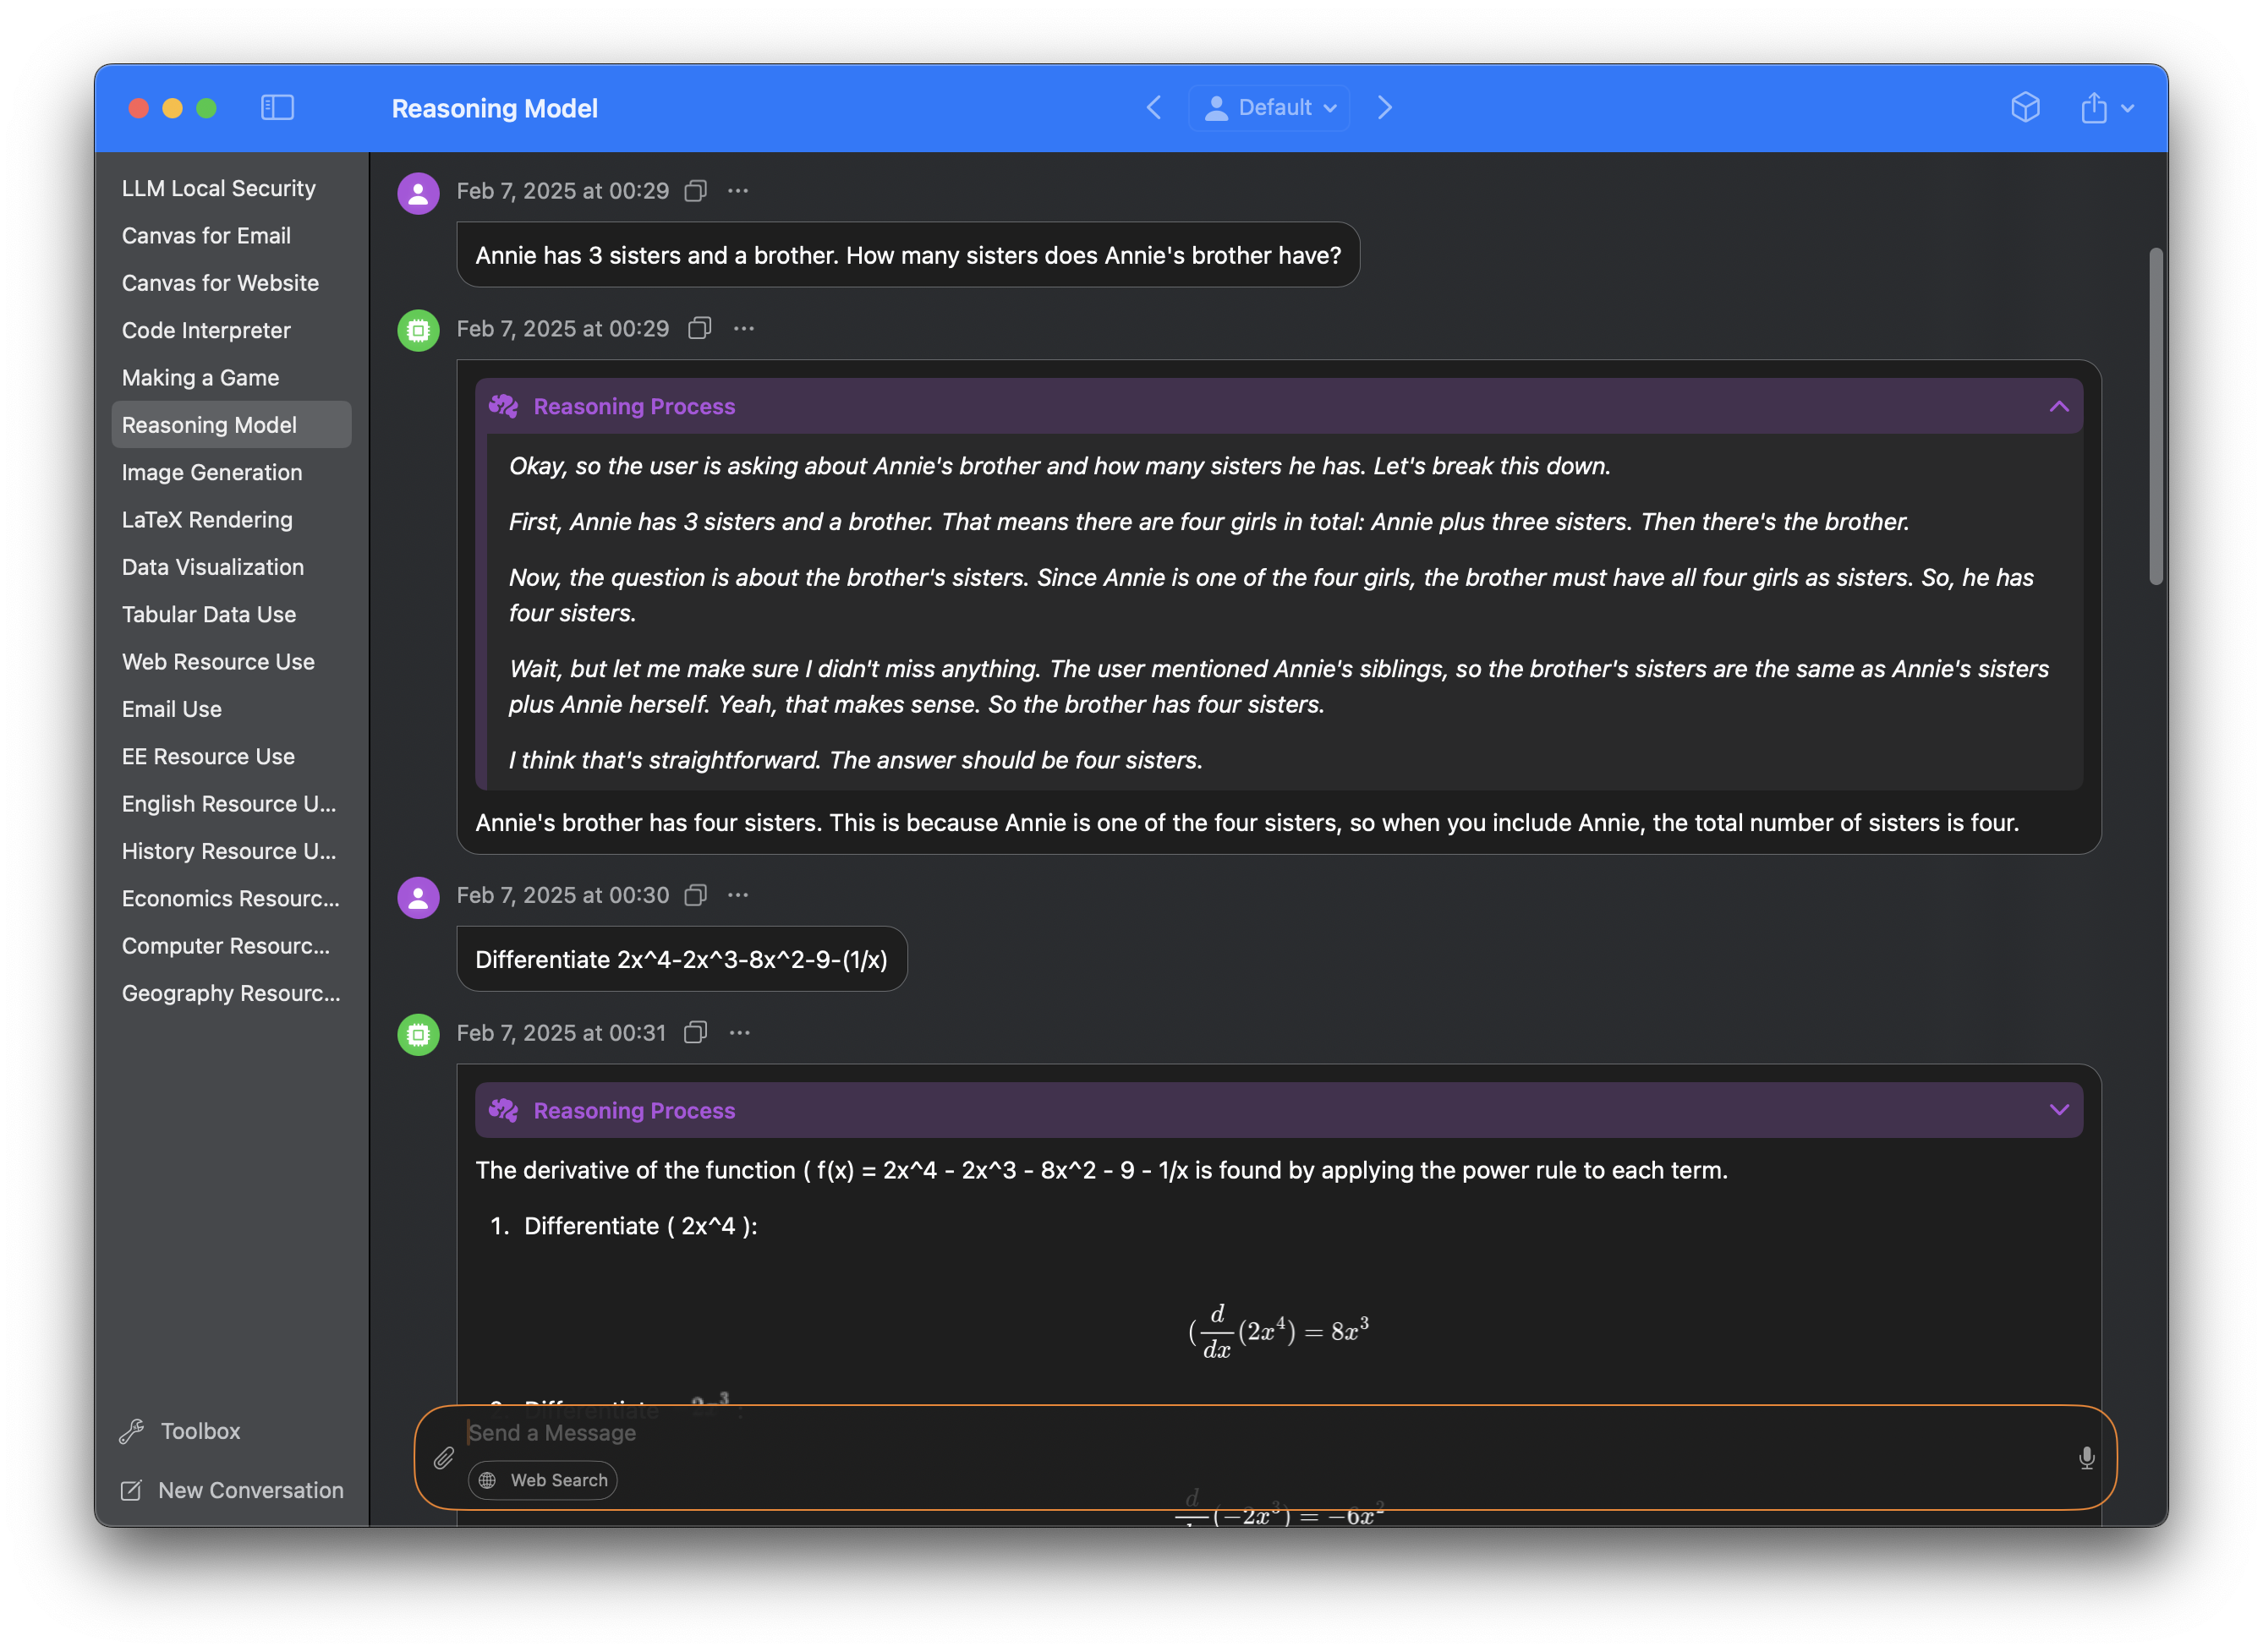 Reasoning Model
Default
LLM Local Security
Canvas for Email
Canvas for Website
Code Interpreter
Making a Game
Reasoning Model
Image Generation
LaTeX Rendering
Data Visualization
Tabular Data Use
Web Resource Use
Email Use
EE Resource Use
English Resource U...
History Resource U...
Economics Resourc...
Computer Resourc...
Geography Resourc...
Toolbox
New Conversation
Feb 7, 2025 at 00:29
Annie has 3 sisters and a brother. How many sisters does Annie's brother have?
Feb 7, 2025 at 00:29
Reasoning Process
Okay, so the user is asking about Annie's brother and how many sisters he has. Let's break this down.
First, Annie has 3 sisters and a brother. That means there are four girls in total: Annie plus three sisters. Then there's the brother.
Now, the question is about the brother's sisters. Since Annie is one of the four girls, the brother must have all four girls as sisters. So, he has
four sisters.
Wait, but let me make sure I didn't miss anything. The user mentioned Annie's siblings, so the brother's sisters are the same as Annie's sisters
plus Annie herself. Yeah, that makes sense. So the brother has four sisters.
I think that's straightforward. The answer should be four sisters.
Annie's brother has four sisters. This is because Annie is one of the four sisters, so when you include Annie, the total number of sisters is four.
Feb 7, 2025 at 00:30
Differentiate 2x^4-2x^3-8x^2-9-(1/x)
Feb 7, 2025 at 00:31
Reasoning Process
The derivative of the function ( f(x) = 2x^4 - 2x^3 - 8x^2 - 9 - 1/x is found by applying the power rule to each term.
1. Differentiate ( 2x^4 ):
(d/dx(2x⁴) = 8x³
2. Differentiate −2x³ :
Send a Message
Web Search
d/dx(−2x³) = −6x²